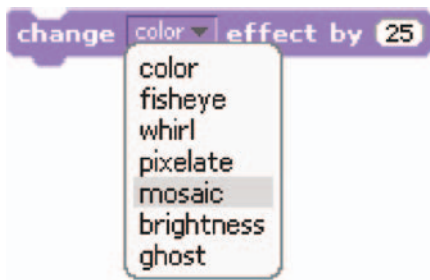 change color effect by 25
color
fisheye
whirl
pixelate
mosaic
brightness
ghost